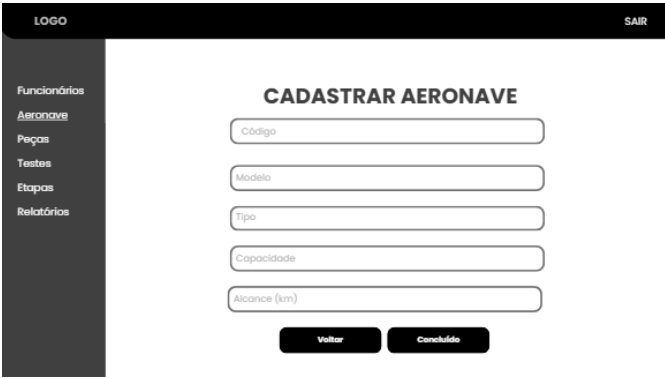 LOGO
SAIR
Funcionários
Aeronave
Peças
Testes
Etapas
Relatórios
CADASTRAR AERONAVE
Código
Modelo
Tipo
Capacidade
Alcance (km)
Voltar
Concluído